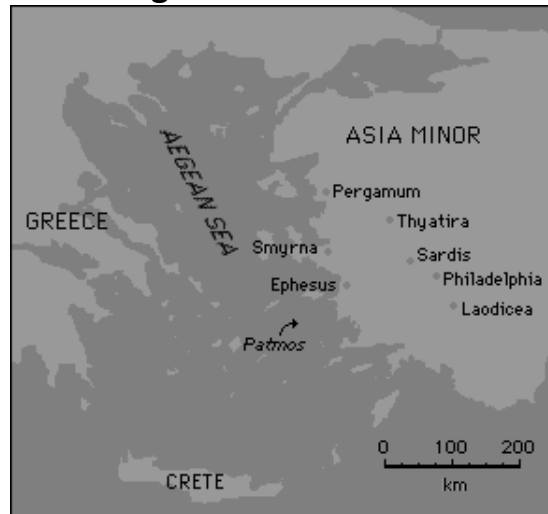 ASIA MINOR
AEGEAN SEA
Pergamum
GREECE
Thyatira
Smyrna
Sardis
Ephesus
Philadelphia
Laodicea
Patmos
0 100 200
km
CRETE